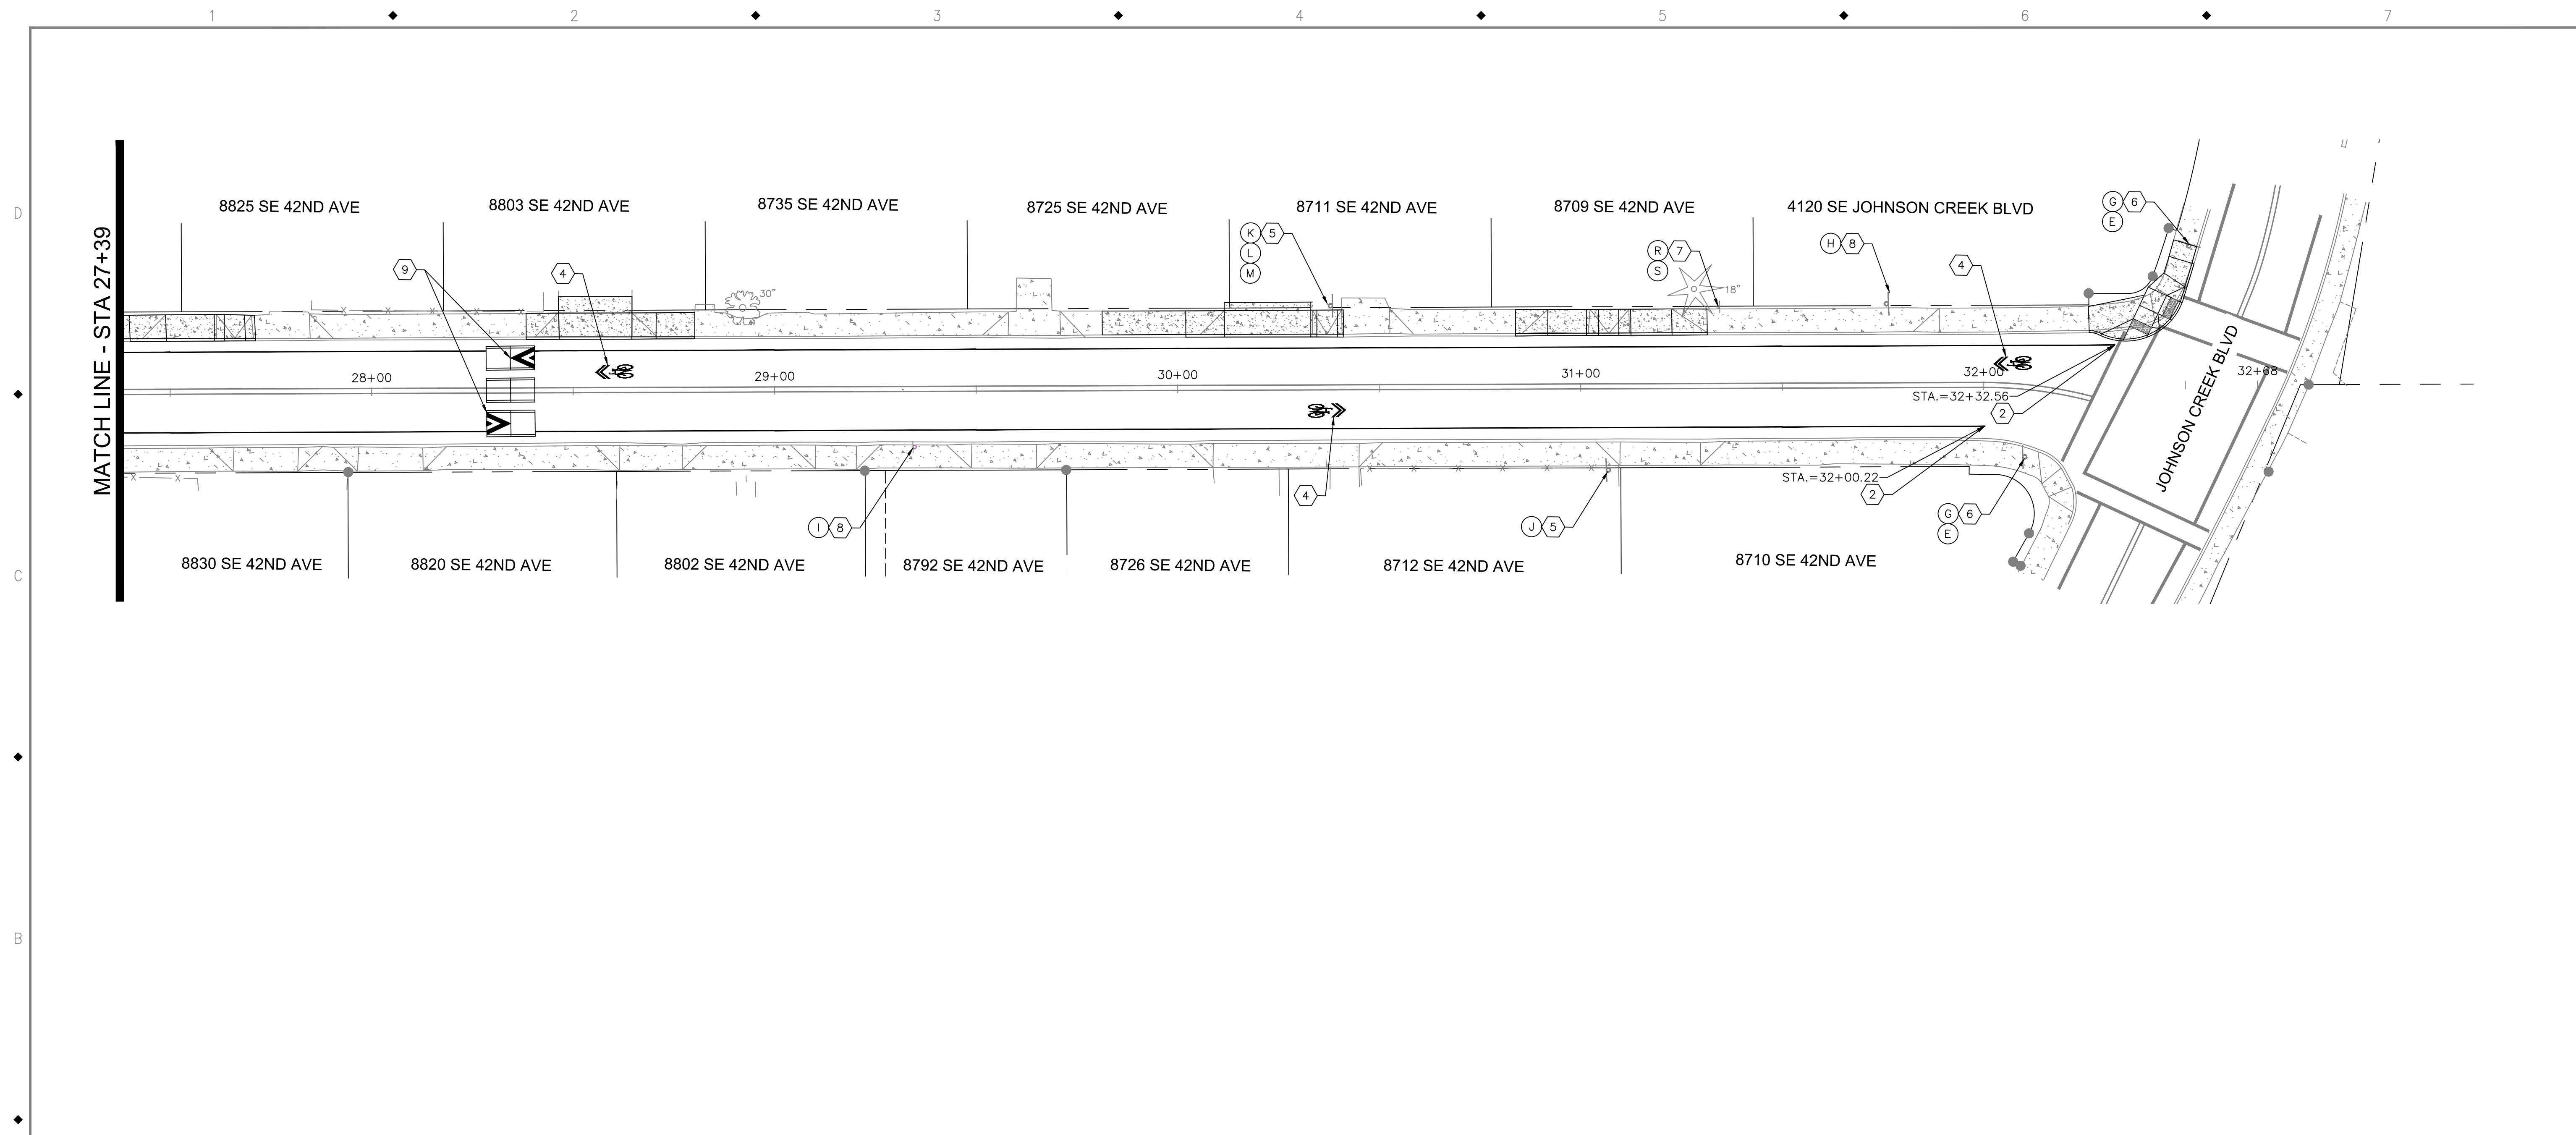 1 2 3 4 5 6 7
D
C
B
MATCH LINE - STA 27+39
8825 SE 42ND AVE
8803 SE 42ND AVE
8735 SE 42ND AVE
8725 SE 42ND AVE
8711 SE 42ND AVE
8709 SE 42ND AVE
4120 SE JOHNSON CREEK BLVD
G 6
E
K 5
L
M
R 7
S
H 8
4
9
4
30"
18"
28+00
29+00
30+00
31+00
32+00
32+68
STA.=32+32.56
2
JOHNSON CREEK BLVD
STA.=32+00.22
2
4
I 8
J 5
G 6
E
8830 SE 42ND AVE
8820 SE 42ND AVE
8802 SE 42ND AVE
8792 SE 42ND AVE
8726 SE 42ND AVE
8712 SE 42ND AVE
8710 SE 42ND AVE